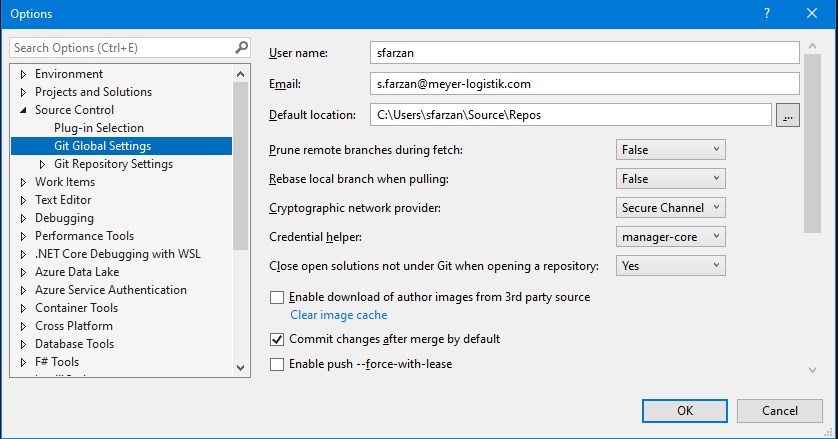 Options
Search Options (Ctrl+E)
Environment
Projects and Solutions
Source Control
Plug-in Selection
Git Global Settings
Git Repository Settings
Work Items
Text Editor
Debugging
Performance Tools
.NET Core Debugging with WSL
Azure Data Lake
Azure Service Authentication
Container Tools
Cross Platform
Database Tools
F# Tools
User name: sfarzan
Email: s.farzan@meyer-logistik.com
Default location: C:\Users\sfarzan\Source\Repos ...
Prune remote branches during fetch: False
Rebase local branch when pulling: False
Cryptographic network provider: Secure Channel
Credential helper: manager-core
Close open solutions not under Git when opening a repository: Yes
Enable download of author images from 3rd party source
Clear image cache
Commit changes after merge by default
Enable push --force-with-lease
OK Cancel